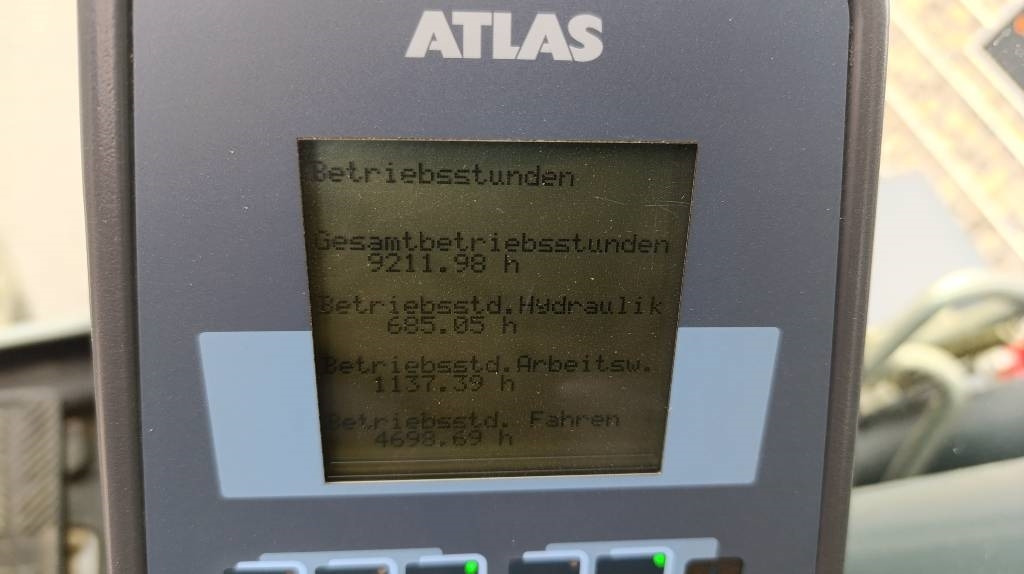 ATLAS
Betriebsstunden
Gesamtbetriebsstunden
9211.98 h
Betriebsstd.Hydraulik
685.05 h
Betriebsstd.Arbeitsw.
1137.39 h
Betriebsstd. Fahren
4698.69 h